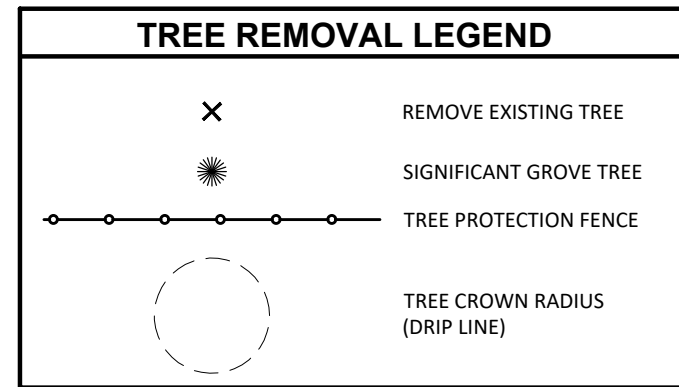 TREE REMOVAL LEGEND
REMOVE EXISTING TREE
SIGNIFICANT GROVE TREE
TREE PROTECTION FENCE
TREE CROWN RADIUS
(DRIP LINE)